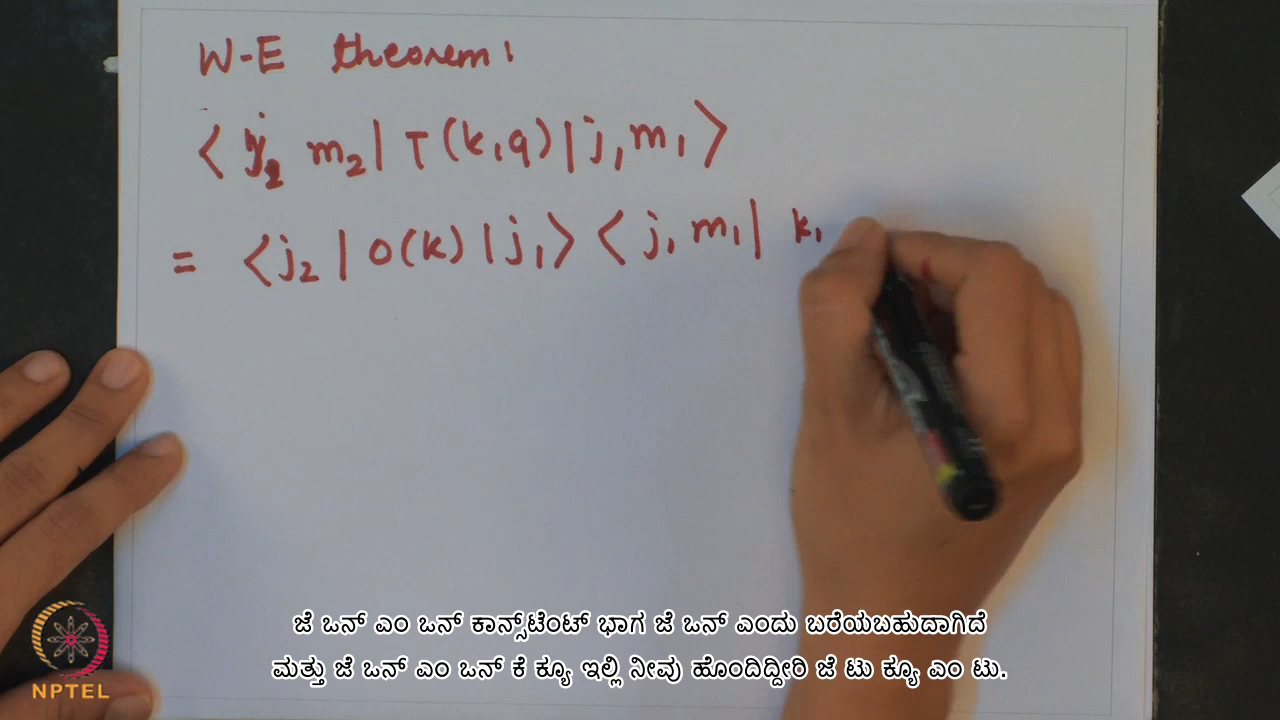 W-E theorem:
⟨ j₂ m₂ | T (k, q) | j₁ m₁ ⟩
= ⟨ j₂ | O(k) | j₁ ⟩ ⟨ j₁ m₁ | k,
ಜೆ ಒನ್ ಎಂ ಒನ್ ಕಾನ್ಸ್‌ಟೆಂಟ್ ಭಾಗ ಜೆ ಒನ್ ಎಂದು ಬರೆಯಬಹುದಾಗಿದೆ
ಮತ್ತು ಜೆ ಒನ್ ಎಂ ಒನ್ ಕೆ ಕ್ಯೂ ಇಲ್ಲಿ ನೀವು ಹೊಂದಿದ್ದೀರಿ ಜೆ ಟು ಕ್ಯೂ ಎಂ ಟು.
NPTEL